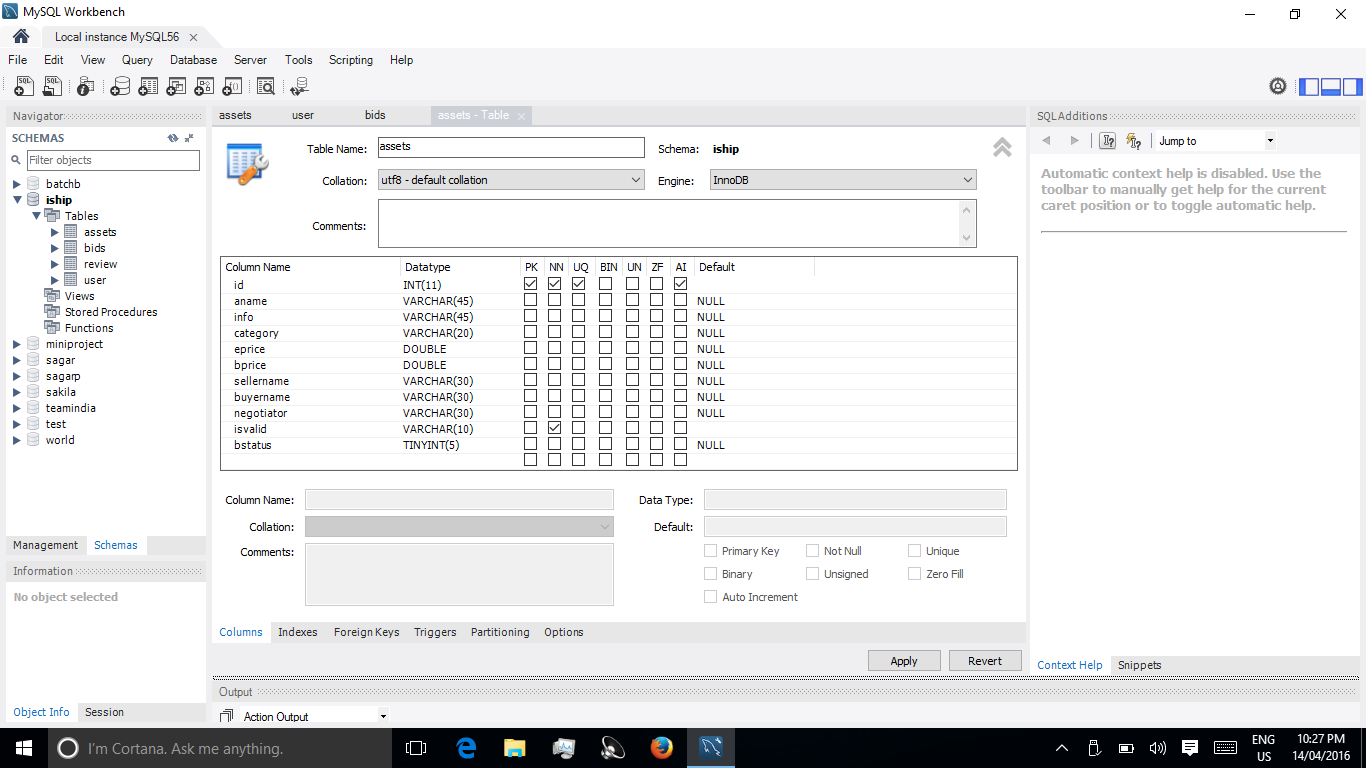 MySQL Workbench
Local instance MySQL56
File Edit View Query Database Server Tools Scripting Help
Navigator
SCHEMAS
Filter objects
batchb
iship
Tables
assets
bids
review
user
Views
Stored Procedures
Functions
miniproject
sagar
sagarp
sakila
teamindia
test
world
Management Schemas
Information
No object selected
Object Info Session
assets user bids assets - Table
Table Name: assets Schema: iship
Collation: utf8 - default collation Engine: InnoDB
Comments:
Column Name Datatype PK NN UQ BIN UN ZF AI Default
id INT(11)
aname VARCHAR(45) NULL
info VARCHAR(45) NULL
category VARCHAR(20) NULL
eprice DOUBLE NULL
bprice DOUBLE NULL
sellername VARCHAR(30) NULL
buyername VARCHAR(30) NULL
negotiator VARCHAR(30) NULL
isvalid VARCHAR(10)
bstatus TINYINT(5) NULL
Column Name: Data Type:
Collation: Default:
Comments: Primary Key Not Null Unique
Binary Unsigned Zero Fill
Auto Increment
Columns Indexes Foreign Keys Triggers Partitioning Options
Apply Revert
Output
Action Output
SQLAdditions
Jump to
Automatic context help is disabled. Use the
toolbar to manually get help for the current
caret position or to toggle automatic help.
Context Help Snippets
I'm Cortana. Ask me anything.
ENG
US
10:27 PM
14/04/2016